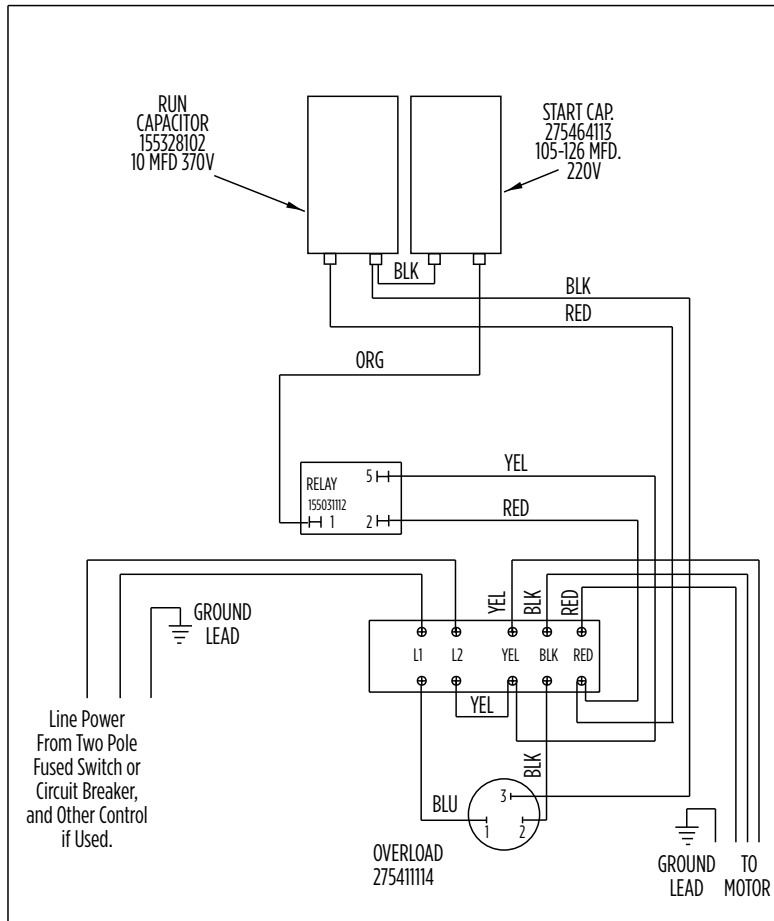 RUN
CAPACITOR
155328102
10 MFD 370V
START CAP.
275464113
105-126 MFD.
220V
BLK
BLK
RED
ORG
RELAY
155031112
5
1
2
YEL
RED
GROUND
LEAD
YEL
BLK
RED
L1
L2
YEL
BLK
RED
YEL
BLK
BLU
3
1
2
OVERLOAD
275411114
Line Power
From Two Pole
Fused Switch or
Circuit Breaker,
and Other Control
if Used.
GROUND
LEAD
TO
MOTOR